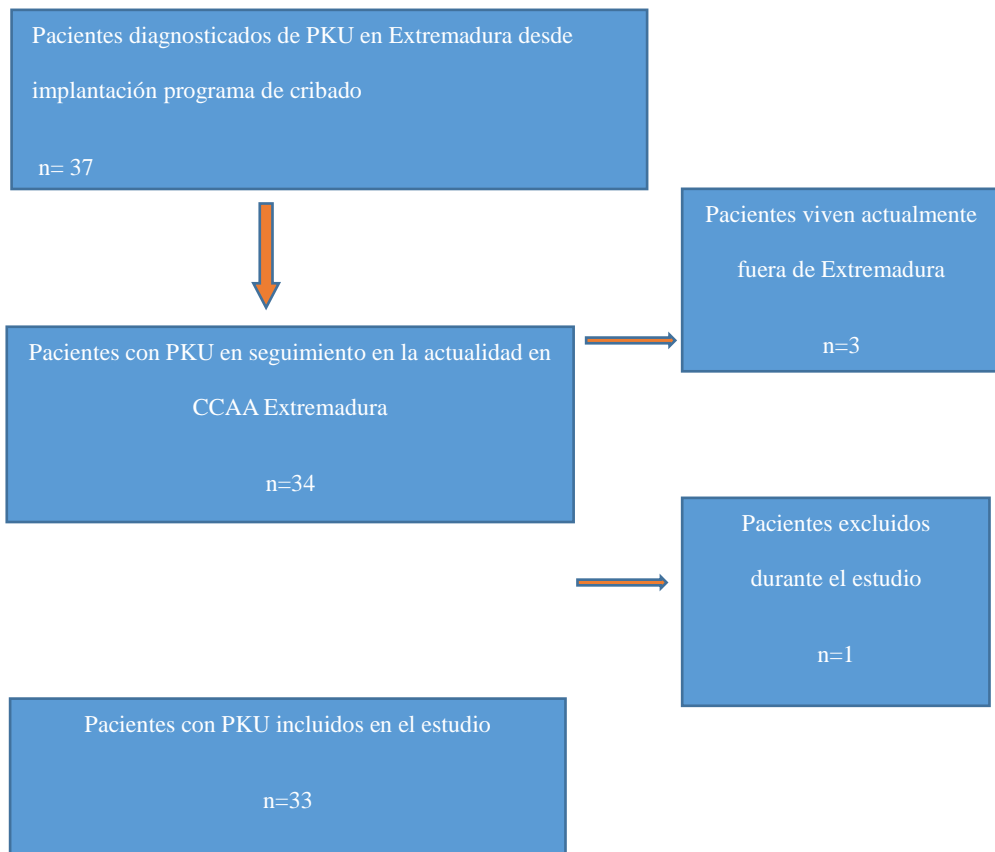 Pacientes diagnosticados de PKU en Extremadura desde
implantación programa de cribado
n= 37
Pacientes viven actualmente
fuera de Extremadura
n=3
Pacientes con PKU en seguimiento en la actualidad en
CCAA Extremadura
n=34
Pacientes excluidos
durante el estudio
n=1
Pacientes con PKU incluidos en el estudio
n=33